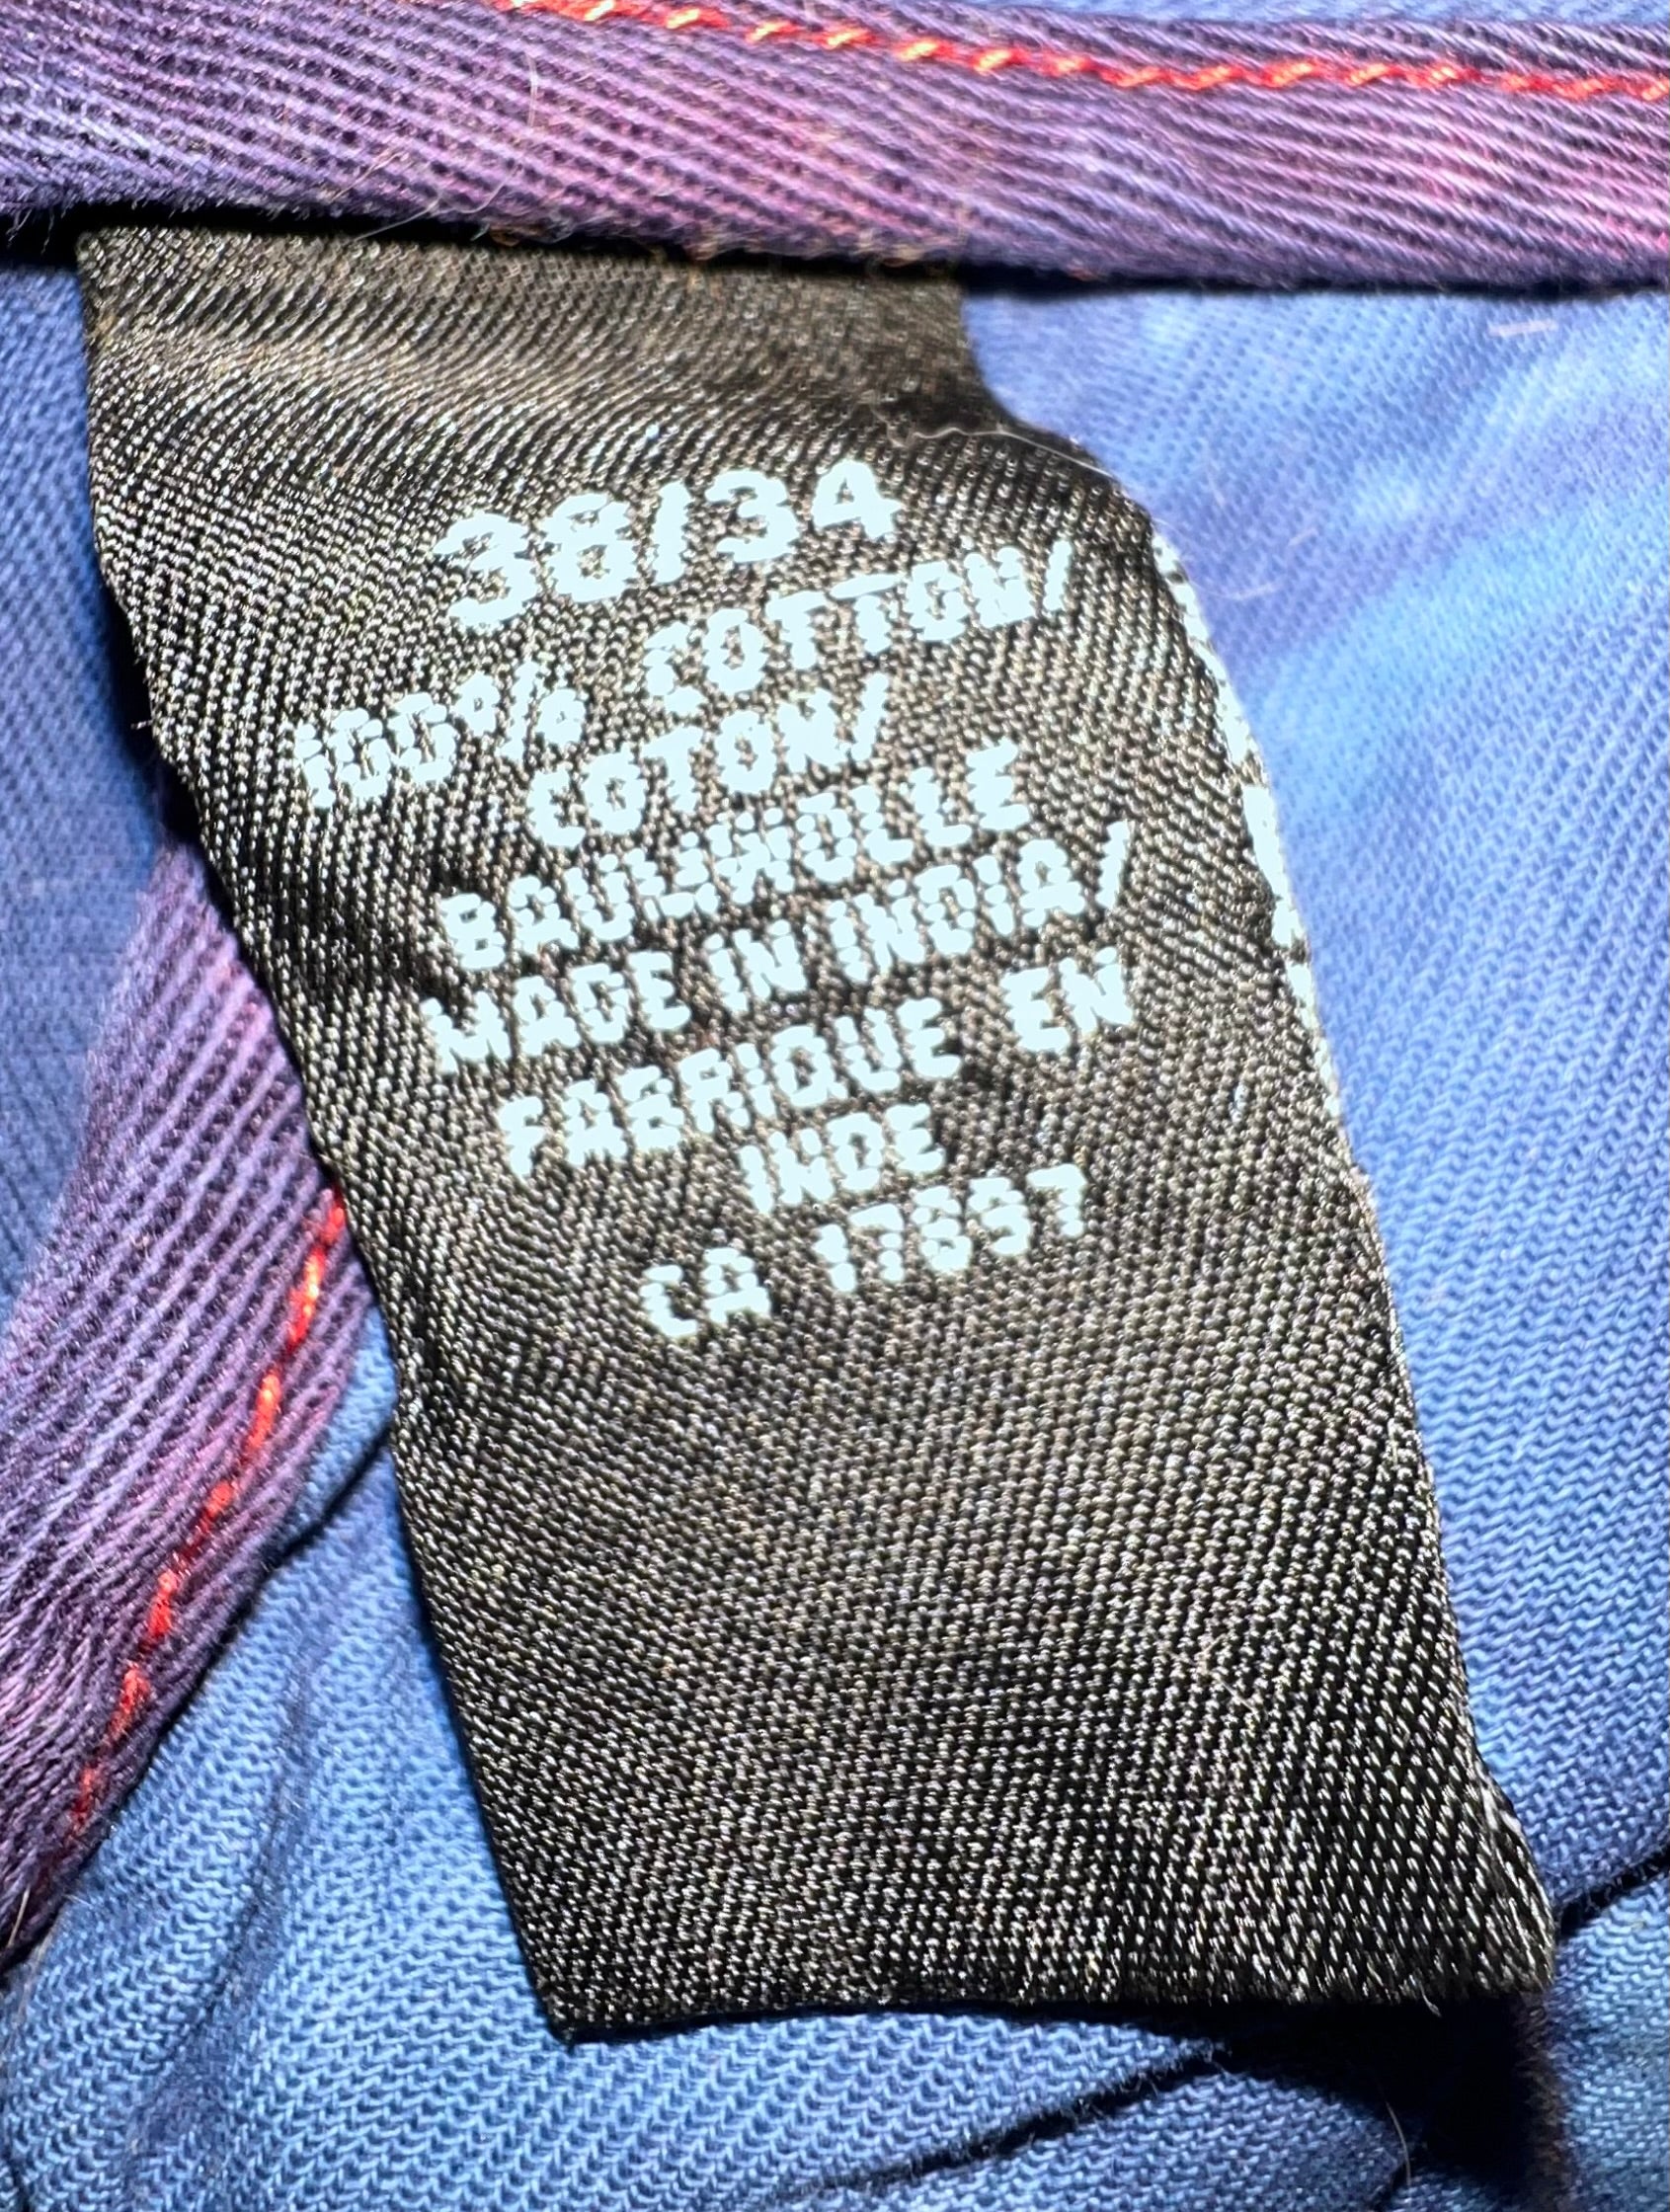 38/34
100% COTTON/
COTON/
BAUMWOLLE
MADE IN INDIA/
FABRIQUE EN
INDE
CA 17897